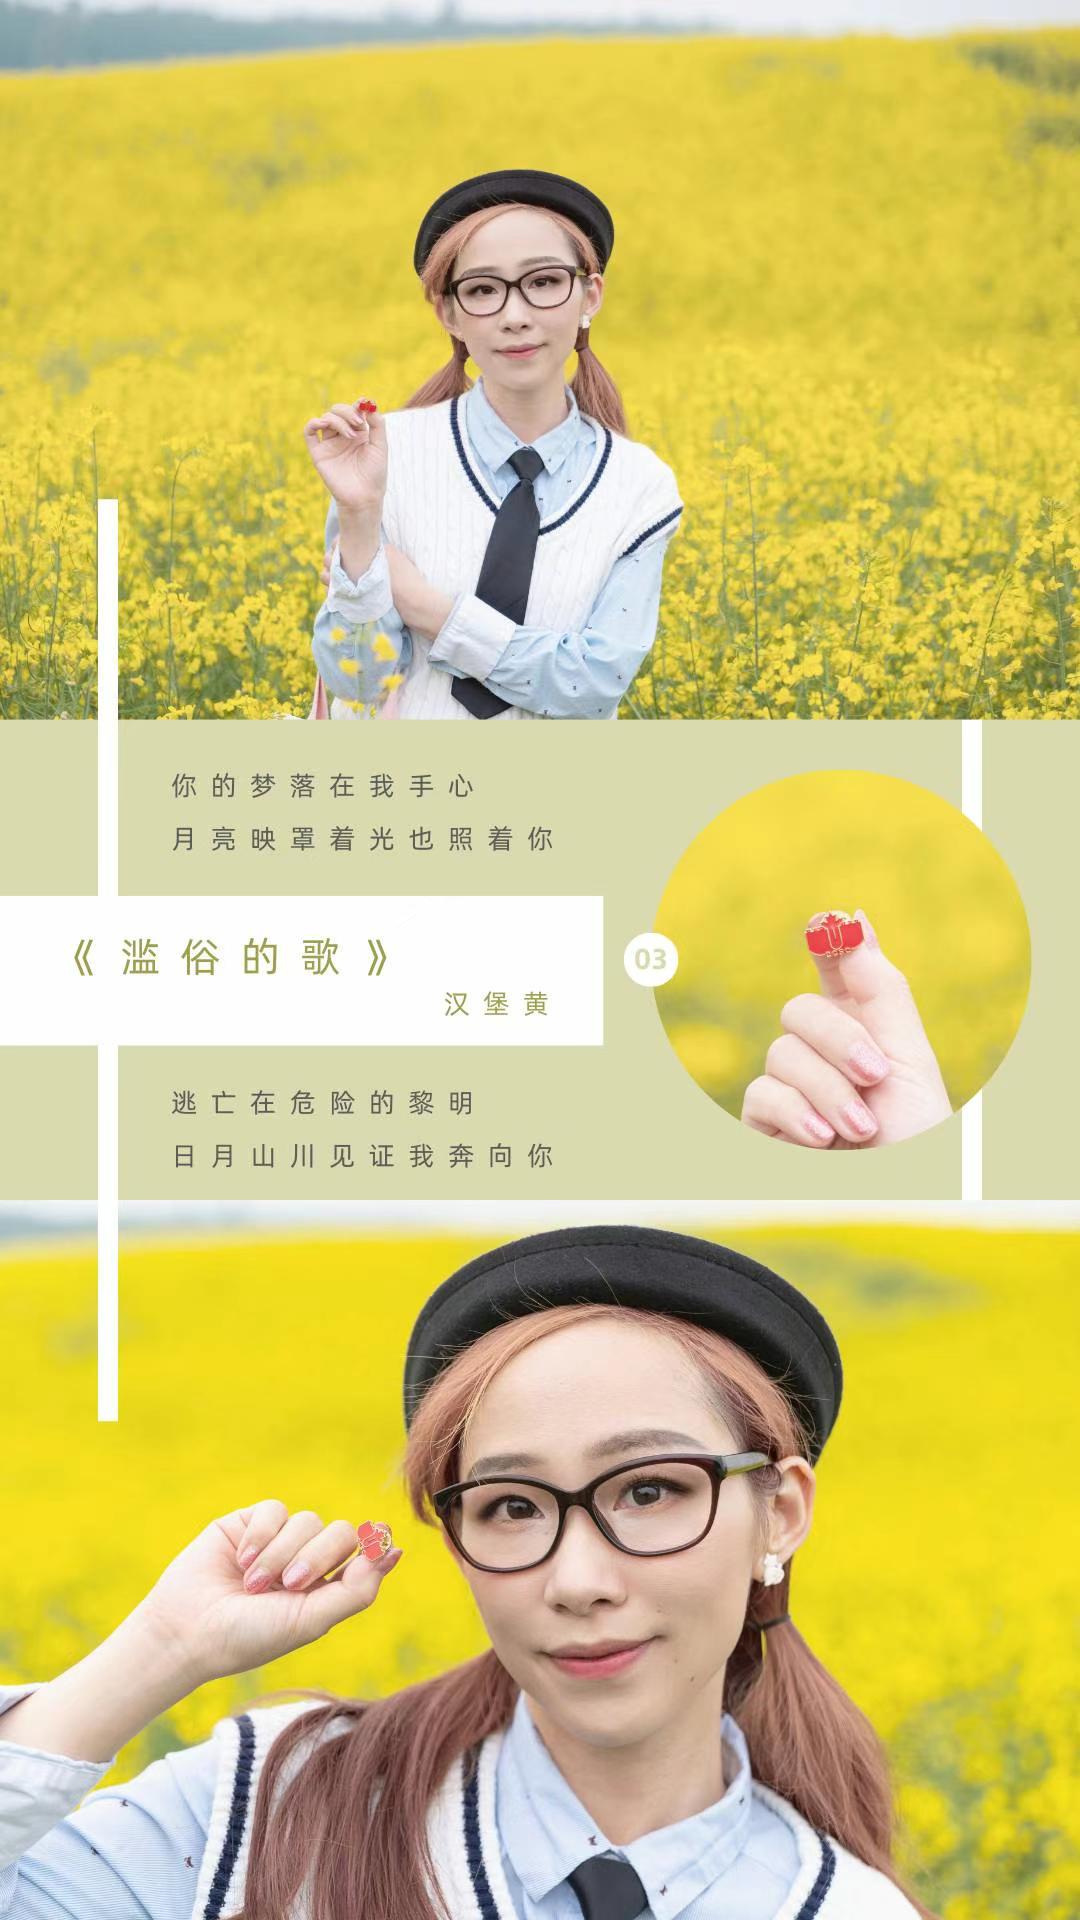 你的梦落在我手心
月亮映罩着光也照着你
《滥俗的歌》
汉堡黄
03
逃亡在危险的黎明
日月山川见证我奔向你